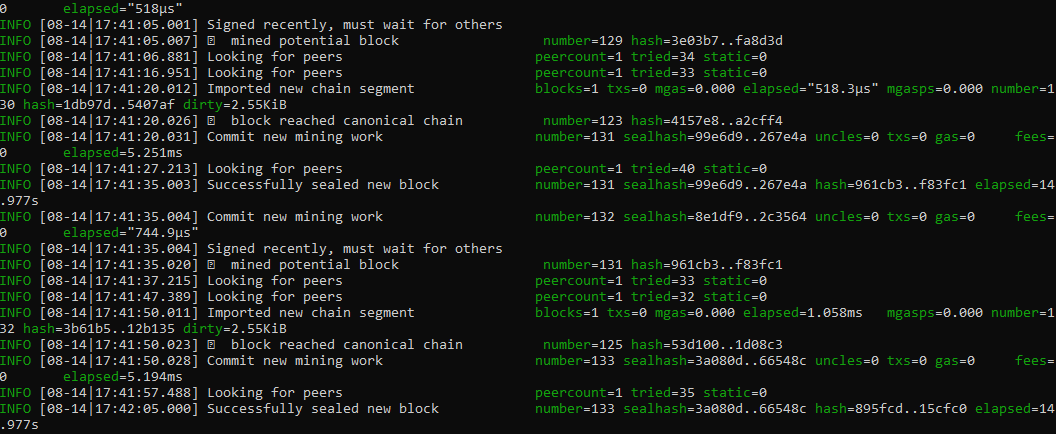 0       elapsed="518µs"
INFO [08-14|17:41:05.001] Signed recently, must wait for others
INFO [08-14|17:41:05.007] 🄿 mined potential block                  number=129 hash=3e03b7..fa8d3d
INFO [08-14|17:41:06.881] Looking for peers                        peercount=1 tried=34 static=0
INFO [08-14|17:41:16.951] Looking for peers                        peercount=1 tried=33 static=0
INFO [08-14|17:41:20.012] Imported new chain segment               blocks=1 txs=0 mgas=0.000 elapsed="518.3µs" mgasps=0.000 number=1
30 hash=1db97d..5407af dirty=2.55KiB
INFO [08-14|17:41:20.026] 🄿 block reached canonical chain          number=123 hash=4157e8..a2cff4
INFO [08-14|17:41:20.031] Commit new mining work                   number=131 sealhash=99e6d9..267e4a uncles=0 txs=0 gas=0     fees=
0       elapsed=5.251ms
INFO [08-14|17:41:27.213] Looking for peers                        peercount=1 tried=40 static=0
INFO [08-14|17:41:35.003] Successfully sealed new block            number=131 sealhash=99e6d9..267e4a hash=961cb3..f83fc1 elapsed=14
.977s
INFO [08-14|17:41:35.004] Commit new mining work                   number=132 sealhash=8e1df9..2c3564 uncles=0 txs=0 gas=0     fees=
0       elapsed="744.9µs"
INFO [08-14|17:41:35.004] Signed recently, must wait for others
INFO [08-14|17:41:35.020] 🄿 mined potential block                  number=131 hash=961cb3..f83fc1
INFO [08-14|17:41:37.215] Looking for peers                        peercount=1 tried=33 static=0
INFO [08-14|17:41:47.389] Looking for peers                        peercount=1 tried=32 static=0
INFO [08-14|17:41:50.011] Imported new chain segment               blocks=1 txs=0 mgas=0.000 elapsed=1.058ms   mgasps=0.000 number=1
32 hash=3b61b5..12b135 dirty=2.55KiB
INFO [08-14|17:41:50.023] 🄿 block reached canonical chain          number=125 hash=53d100..1d08c3
INFO [08-14|17:41:50.028] Commit new mining work                   number=133 sealhash=3a080d..66548c uncles=0 txs=0 gas=0     fees=
0       elapsed=5.194ms
INFO [08-14|17:41:57.488] Looking for peers                        peercount=1 tried=35 static=0
INFO [08-14|17:42:05.000] Successfully sealed new block            number=133 sealhash=3a080d..66548c hash=895fcd..15cfc0 elapsed=14
.977s